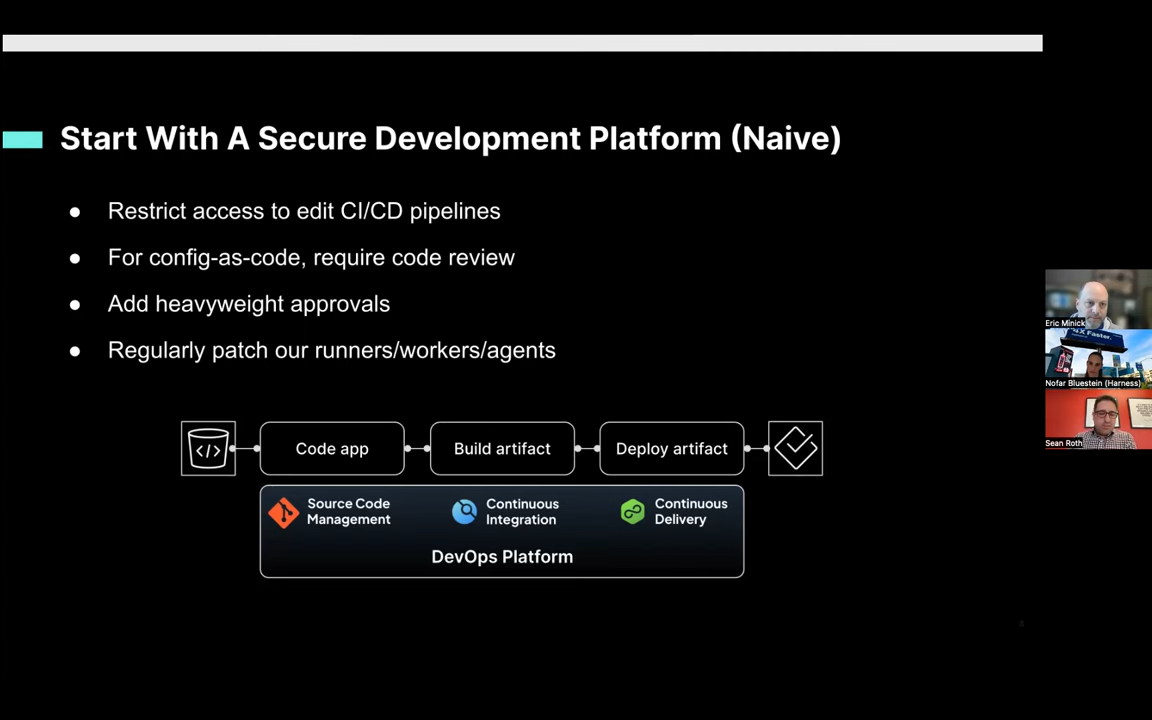 Start With A Secure Development Platform (Naive)
● Restrict access to edit CI/CD pipelines
● For config-as-code, require code review
● Add heavyweight approvals
● Regularly patch our runners/workers/agents
Code app
Build artifact
Deploy artifact
Source Code
Management
Continuous
Integration
Continuous
Delivery
DevOps Platform
Eric Minick
Faster.
Nofar Bluestein (Harness)
Sean Roth